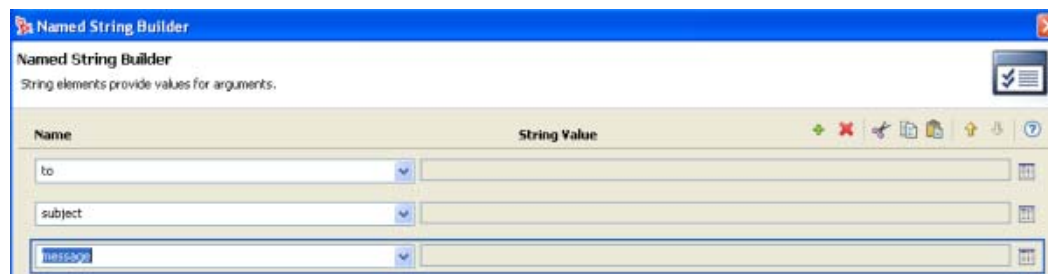 Named String Builder
Named String Builder
String elements provide values for arguments.
Name String Value
to
subject
message